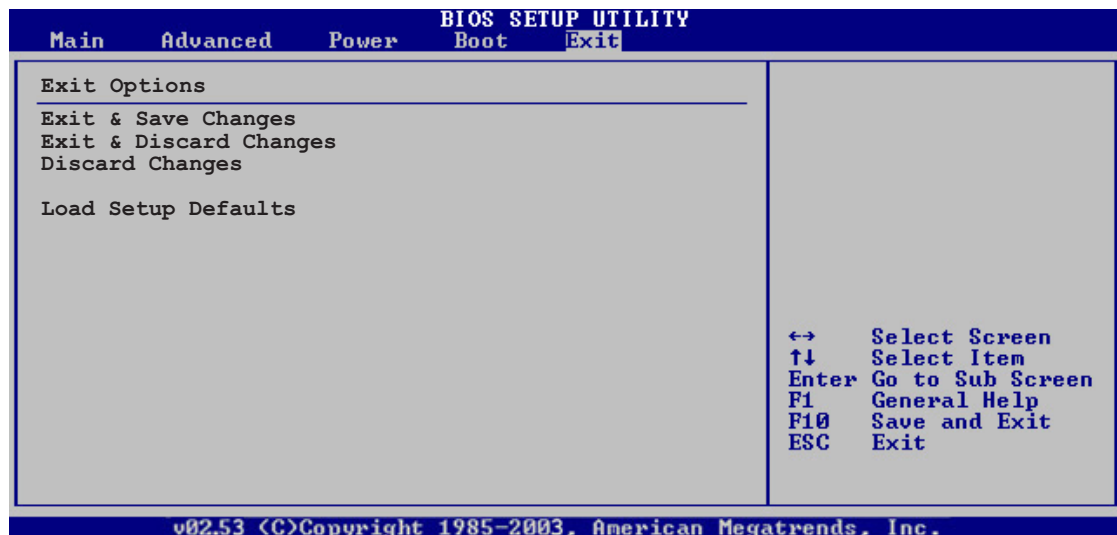 BIOS SETUP UTILITY
Main Advanced Power Boot Exit
Exit Options
Exit & Save Changes
Exit & Discard Changes
Discard Changes
Load Setup Defaults
←→ Select Screen
↑↓ Select Item
Enter Go to Sub Screen
F1 General Help
F10 Save and Exit
ESC Exit
v02.53 (C)Copyright 1985-2003, American Megatrends, Inc.